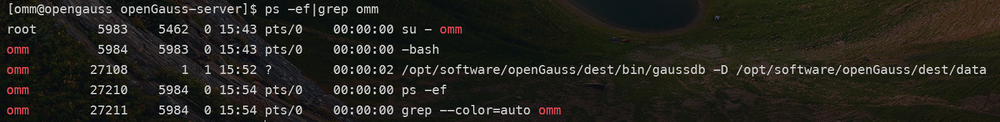 [omm@opengauss openGauss-server]$ ps -ef|grep omm
root        5983    5462  0 15:43 pts/0    00:00:00 su - omm
omm         5984    5983  0 15:43 pts/0    00:00:00 -bash
omm        27108       1  1 15:52 ?        00:00:02 /opt/software/openGauss/dest/bin/gaussdb -D /opt/software/openGauss/dest/data
omm        27210    5984  0 15:54 pts/0    00:00:00 ps -ef
omm        27211    5984  0 15:54 pts/0    00:00:00 grep --color=auto omm